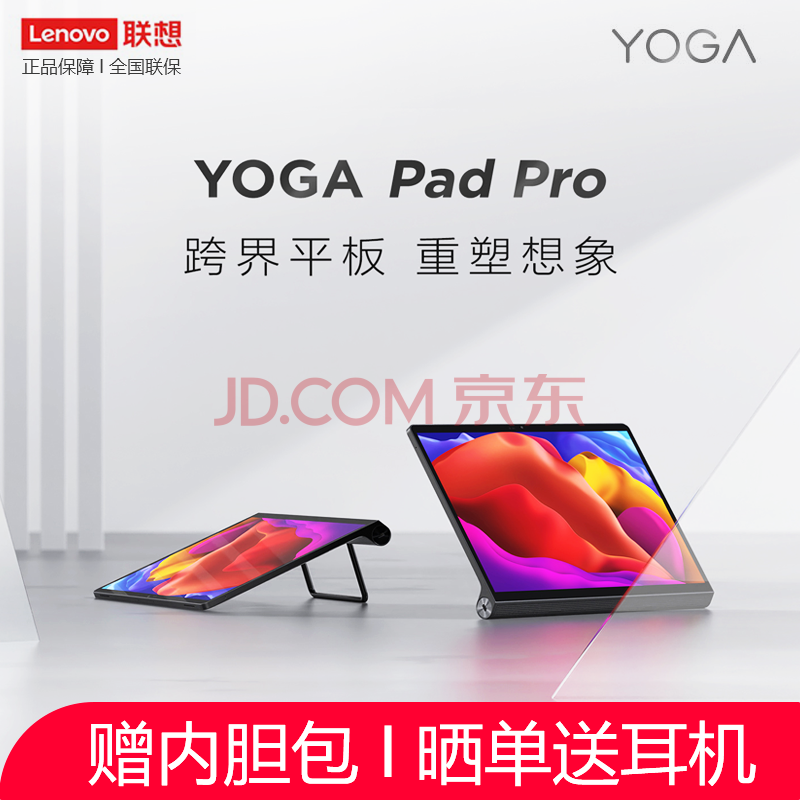 Lenovo 联想
YOGA
正品保障 I 全国联保
YOGA Pad Pro
跨界平板 重塑想象
JD.COM 京东
赠内胆包 I 晒单送耳机